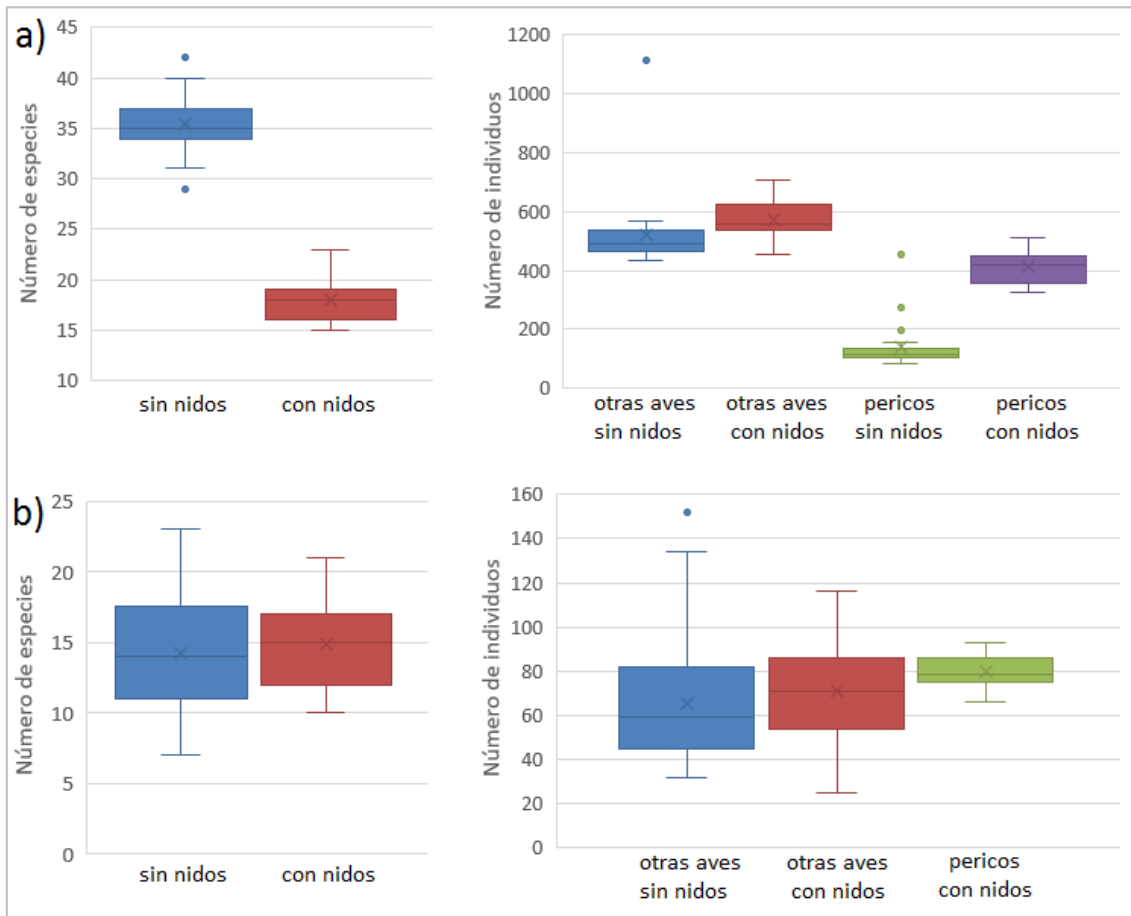 a)
Número de especies
45
40
35
30
25
20
15
10
sin nidos
con nidos
Número de individuos
1200
1000
800
600
400
200
0
otras aves
sin nidos
otras aves
con nidos
pericos
sin nidos
pericos
con nidos
b)
Número de especies
25
20
15
10
5
0
sin nidos
con nidos
Número de individuos
160
140
120
100
80
60
40
20
0
otras aves
sin nidos
otras aves
con nidos
pericos
con nidos